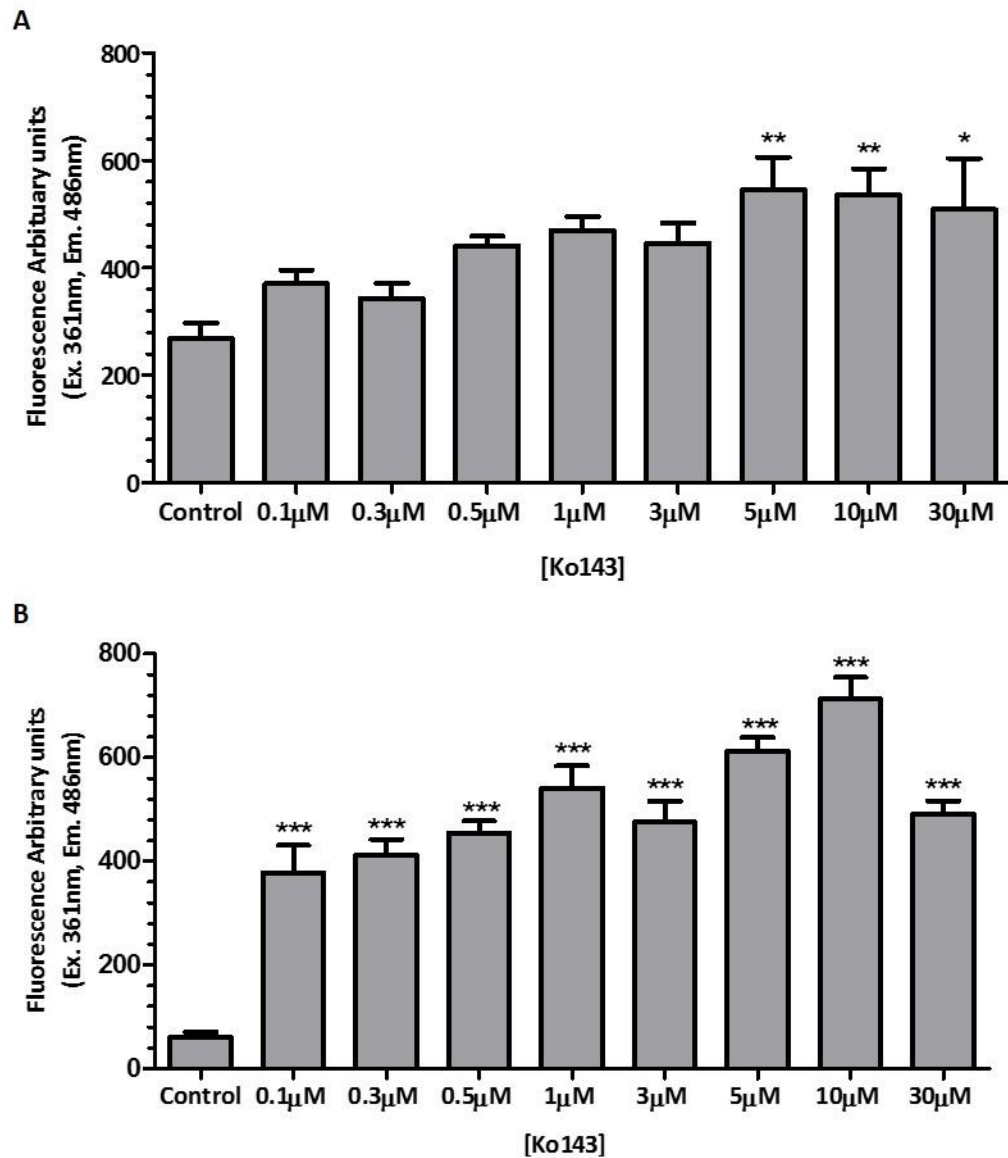 A
Fluorescence Arbituary units
(Ex. 361nm, Em. 486nm)
800
600
400
200
0
** ** *
Control 0.1μM 0.3μM 0.5μM 1μM 3μM 5μM 10μM 30μM
[Ko143]
B
Fluorescence Arbitrary units
(Ex. 361nm, Em. 486nm)
800
600
400
200
0
*** *** *** *** *** *** *** ***
Control 0.1μM 0.3μM 0.5μM 1μM 3μM 5μM 10μM 30μM
[Ko143]